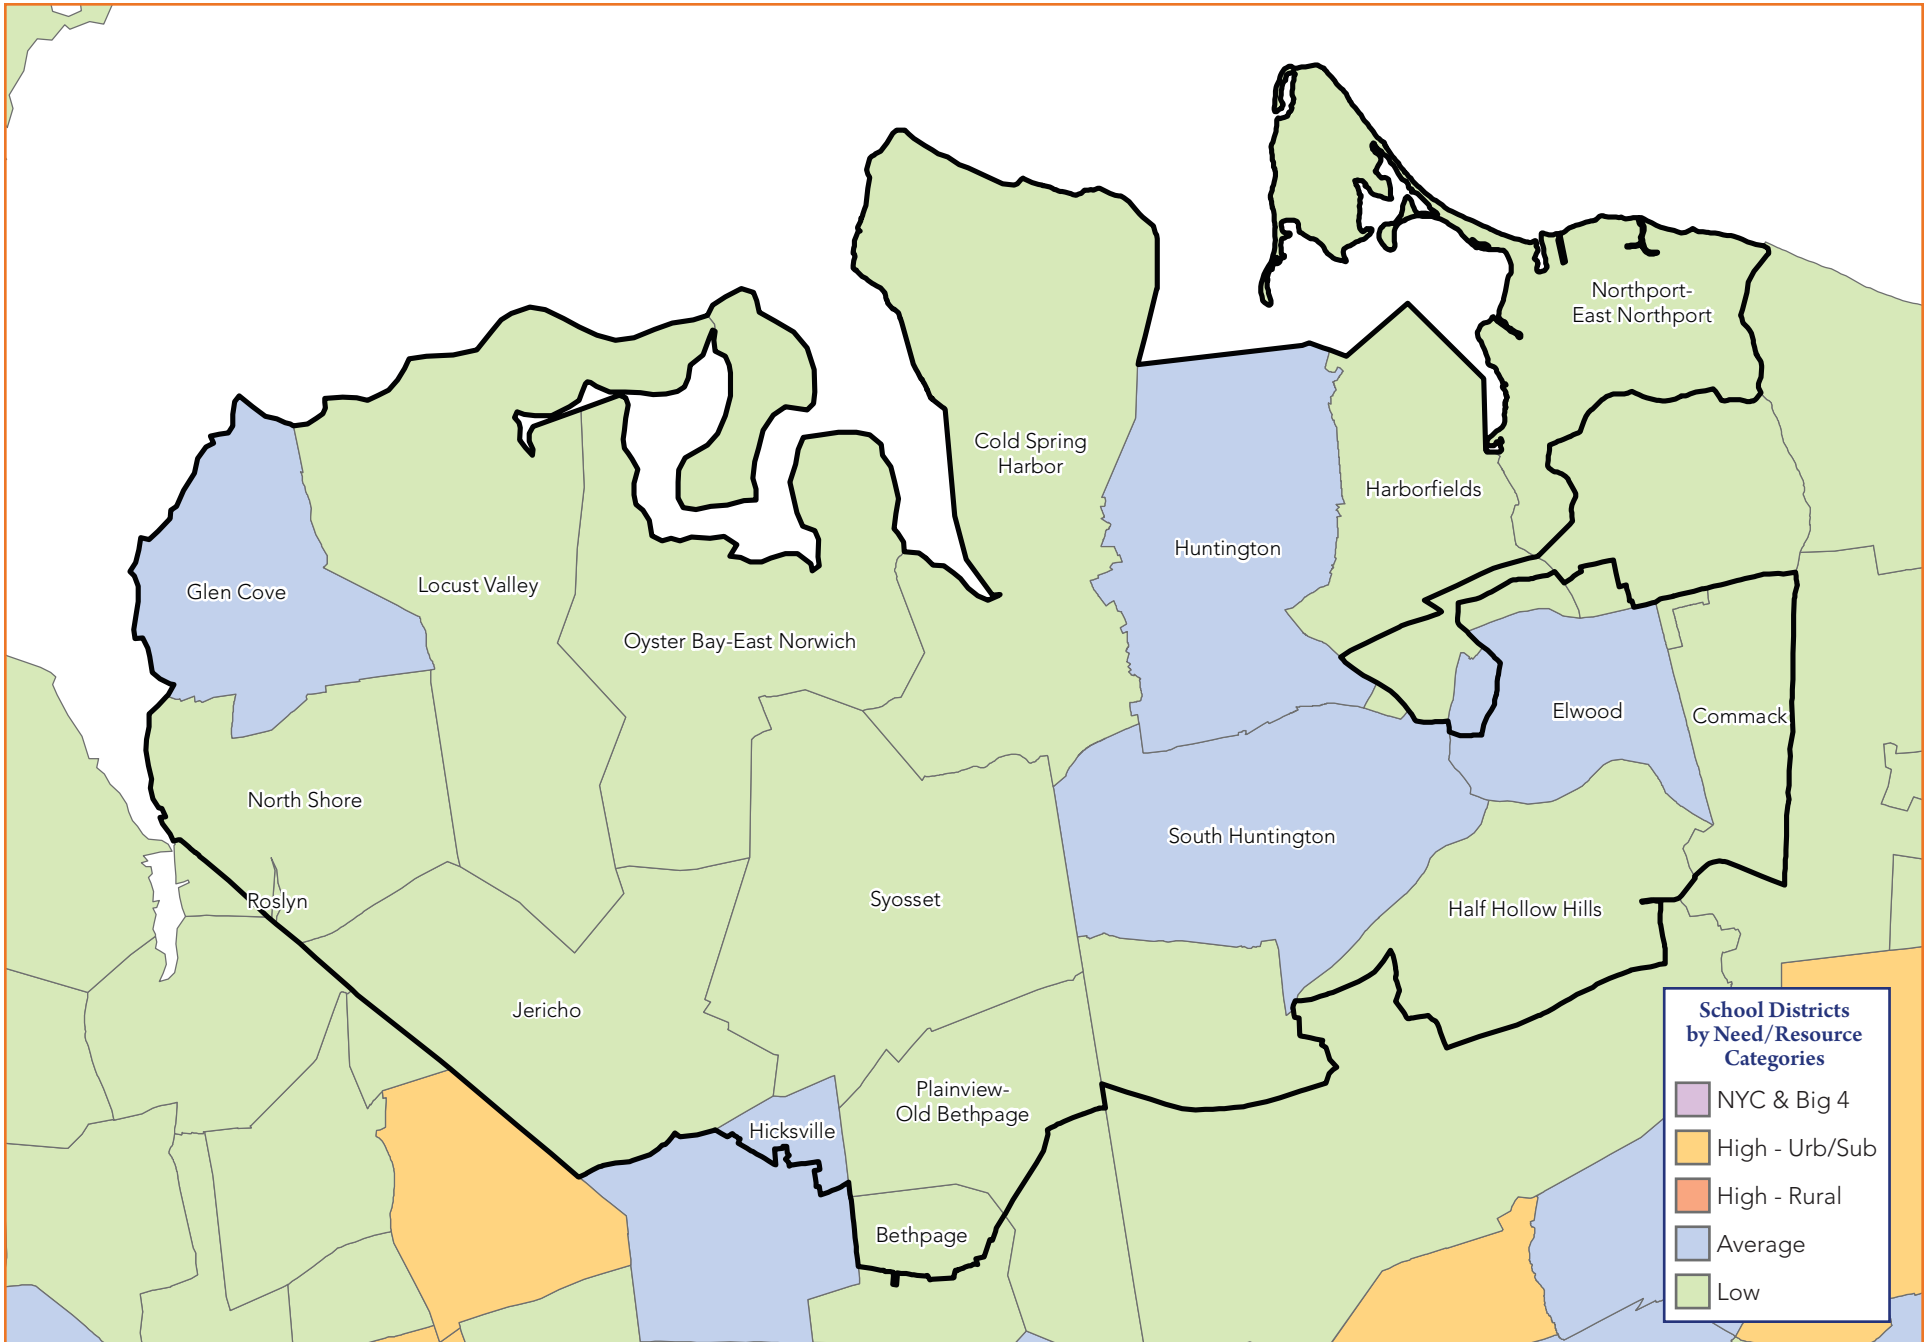 Northport-
East Northport
Cold Spring
Harbor
Harborfields
Huntington
Glen Cove
Locust Valley
Oyster Bay-East Norwich
Elwood
Commack
North Shore
South Huntington
Roslyn
Syosset
Half Hollow Hills
Jericho
Plainview-
Old Bethpage
Hicksville
Bethpage
School Districts
by Need/Resource
Categories
NYC & Big 4
High - Urb/Sub
High - Rural
Average
Low